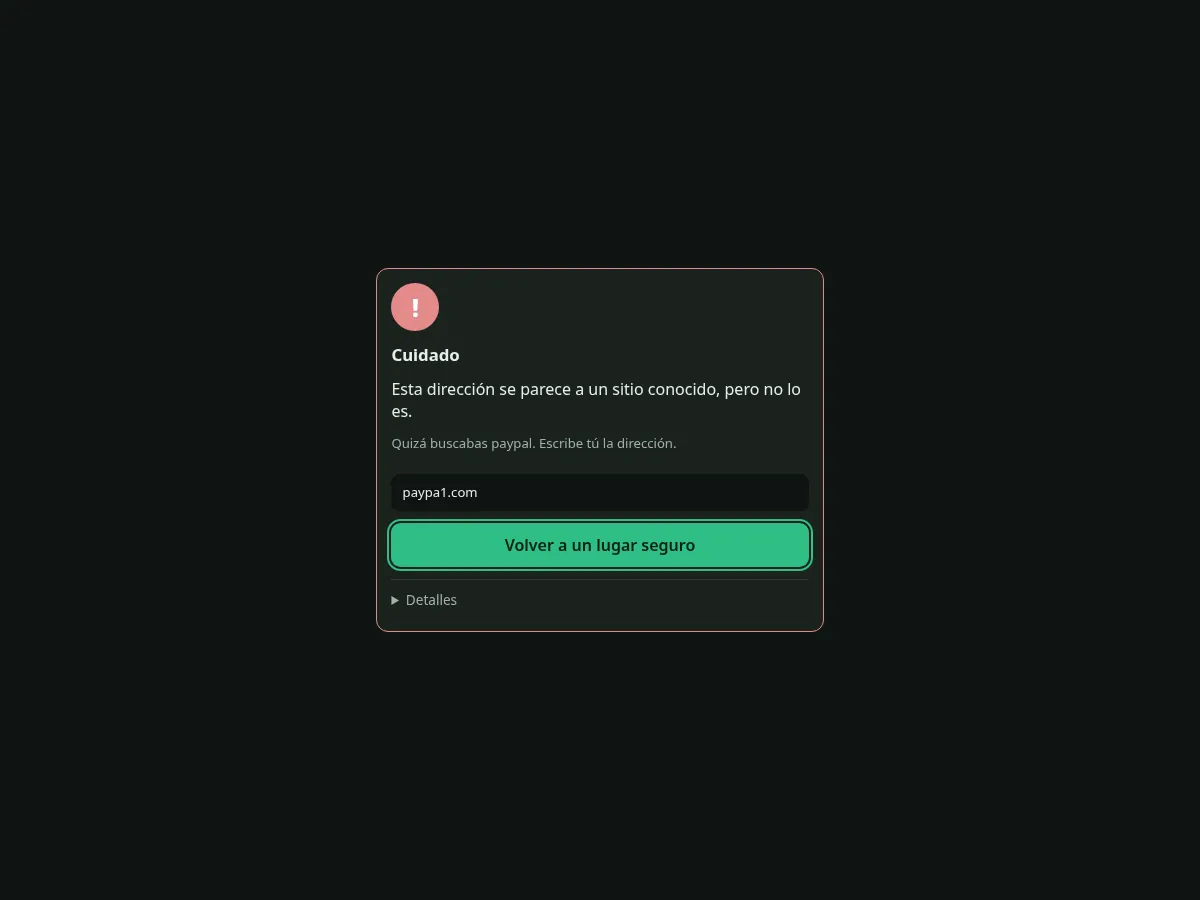 !
Cuidado
Esta dirección se parece a un sitio conocido, pero no lo
es.
Quizá buscabas paypal. Escribe tú la dirección.
paypa1.com
Volver a un lugar seguro
Detalles